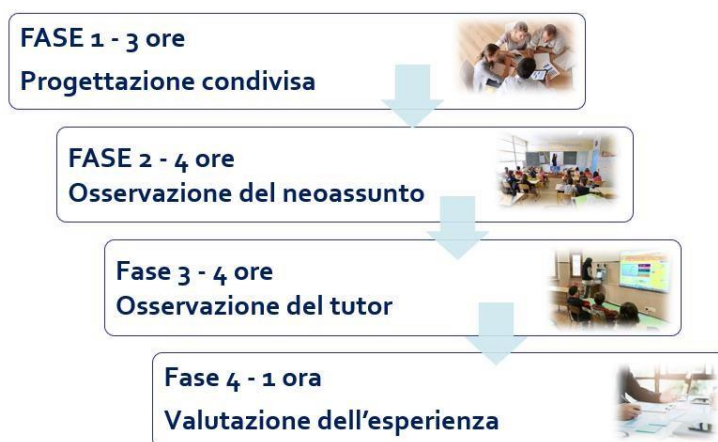 FASE 1 - 3 ore
Progettazione condivisa
FASE 2 - 4 ore
Osservazione del neoassunto
Fase 3 - 4 ore
Osservazione del tutor
Fase 4 - 1 ora
Valutazione dell'esperienza